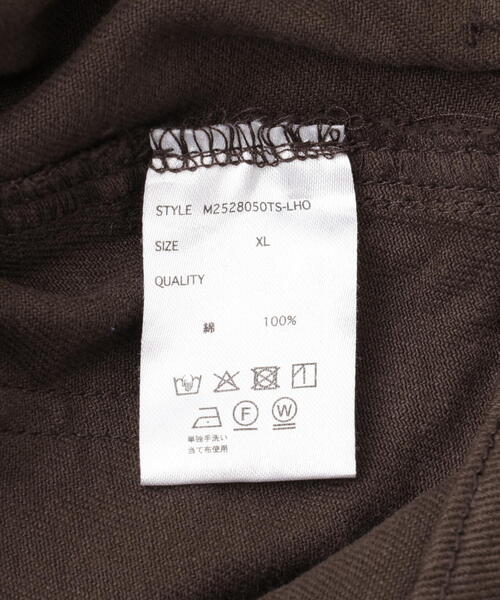 STYLE M2528050TS-LHO
SIZE XL
QUALITY
綿 100%
F W
単独手洗い
当て布使用